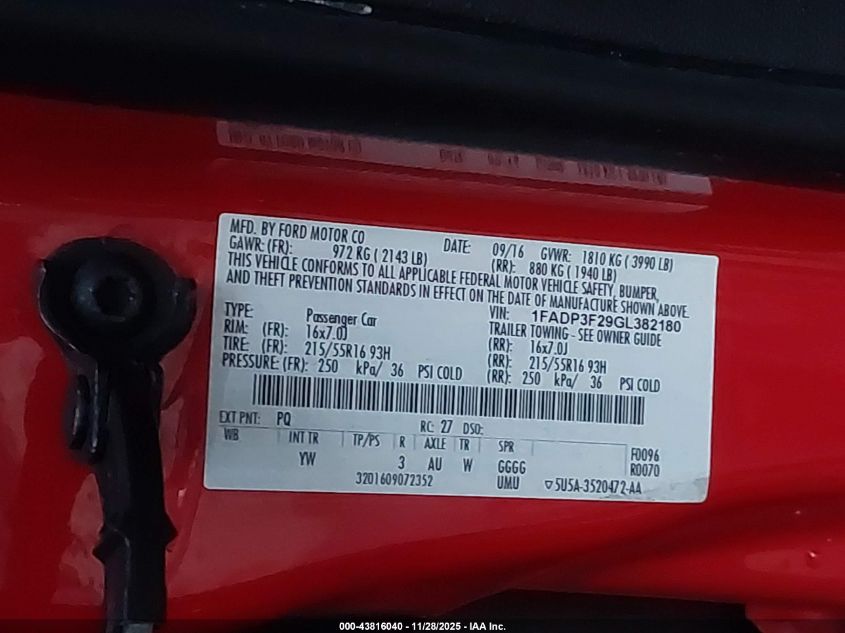 MFD. BY FORD MOTOR CO DATE: 09/16 GVWR: 1810 KG ( 3990 LB)
GAWR: (FR): 972 KG ( 2143 LB) (RR): 880 KG ( 1940 LB)
THIS VEHICLE CONFORMS TO ALL APPLICABLE FEDERAL MOTOR VEHICLE SAFETY, BUMPER,
AND THEFT PREVENTION STANDARDS IN EFFECT ON THE DATE OF MANUFACTURE SHOWN ABOVE.
VIN: 1FADP3F29GL382180
TYPE: Passenger Car TRAILER TOWING - SEE OWNER GUIDE
RIM: (FR): 16x7.0J (RR): 16x7.0J
TIRE: (FR): 215/55R16 93H (RR): 215/55R16 93H
PRESSURE: (FR): 250 kPa/ 36 PSI COLD (RR): 250 kPa/ 36 PSI COLD
EXT PNT: PQ RC: 27 DSO:
WB INT TR TP/PS R AXLE TR SPR F0096
YW 3 AU W GGGG R0070
3201609072352 UMU ▽5U5A-3520472-AA
000-43816040 - 11/28/2025 - IAA Inc.